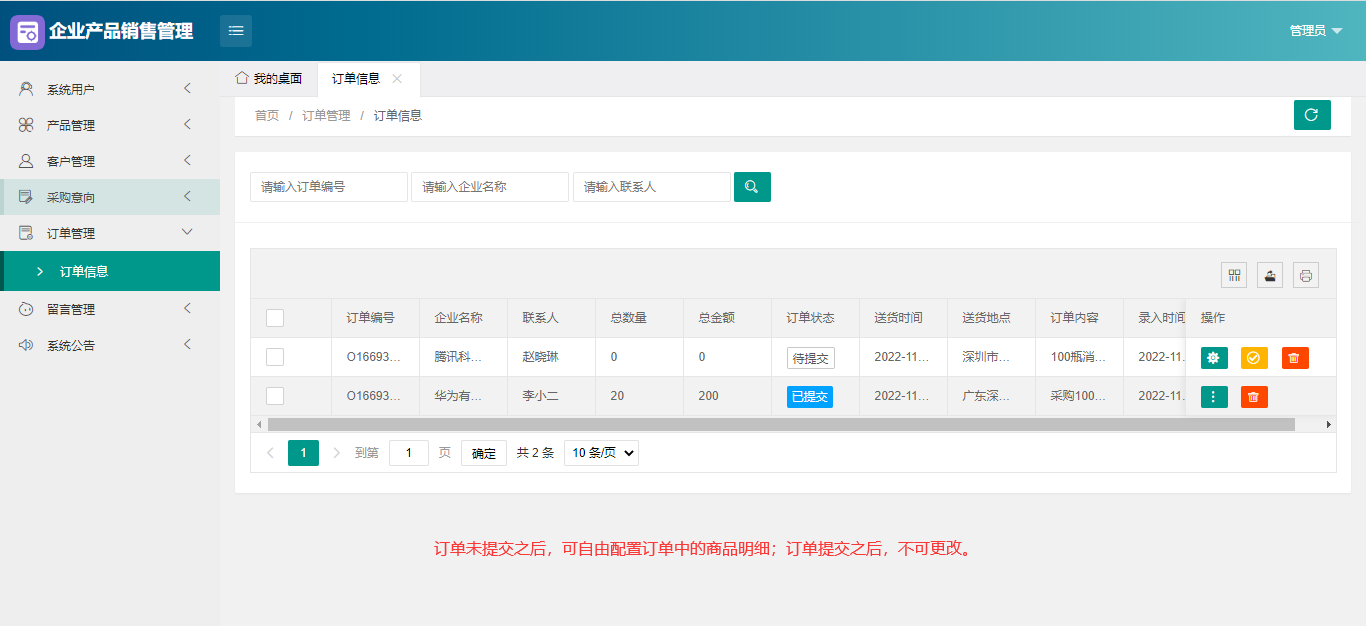 企业产品销售管理
管理员
系统用户
产品管理
客户管理
采购意向
订单管理
订单信息
留言管理
系统公告
我的桌面 订单信息
首页 / 订单管理 / 订单信息
请输入订单编号 请输入企业名称 请输入联系人
订单编号 企业名称 联系人 总数量 总金额 订单状态 送货时间 送货地点 订单内容 录入时间 操作
O16693... 腾讯科... 赵晓琳 0 0 待提交 2022-11... 深圳市... 100瓶消... 2022-11.
O16693... 华为有... 李小二 20 200 已提交 2022-11... 广东深... 采购100... 2022-11.
1 到第 1 页 确定 共 2 条 10 条/页
订单未提交之后，可自由配置订单中的商品明细；订单提交之后，不可更改。